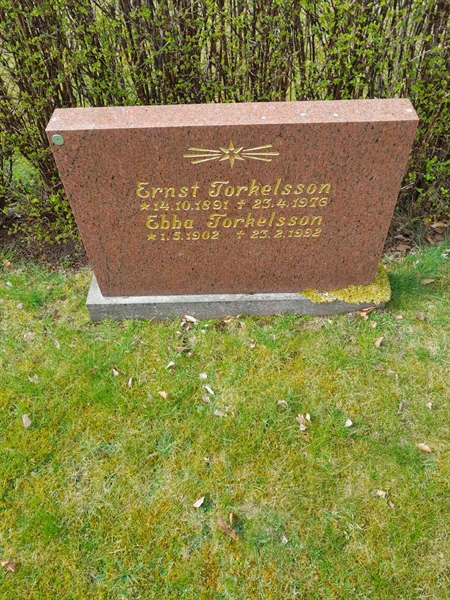 Ernst Torkelsson
* 14.10.1891 † 23.4.1976
Ebba Torkelsson
* 1.5.1902 † 23.2.1992